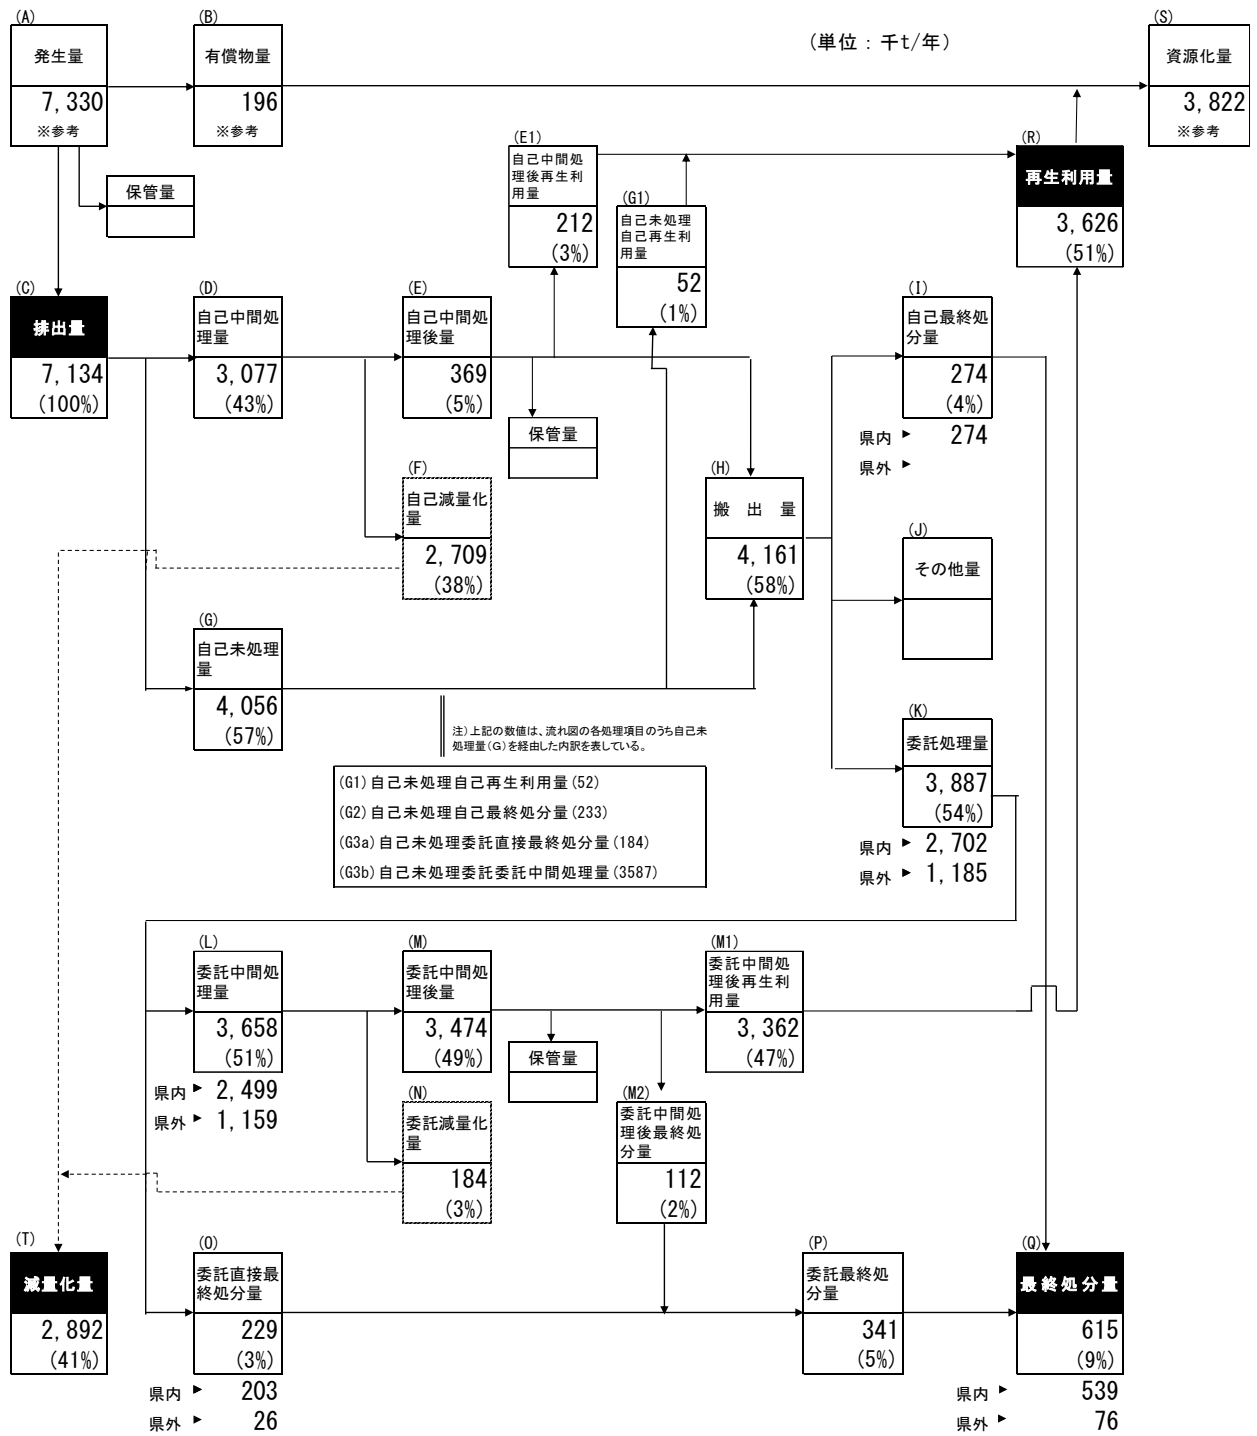 (A)
発生量
7,330
※参考
(B)
有償物量
196
※参考
(単位：千t/年)
(S)
資源化量
3,822
※参考
保管量
(E1)
自己中間処
理後再生利
用量
212
(3%)
(G1)
自己未処理
自己再生利
用量
52
(1%)
(R)
再生利用量
3,626
(51%)
(C)
排出量
7,134
(100%)
(D)
自己中間処
理量
3,077
(43%)
(E)
自己中間処
理後量
369
(5%)
保管量
(F)
自己減量化
量
2,709
(38%)
(G)
自己未処理
量
4,056
(57%)
(H)
搬 出 量
4,161
(58%)
(I)
自己最終処
分量
274
(4%)
県内 ▶ 274
県外 ▶
(J)
その他量
(K)
委託処理量
3,887
(54%)
県内 ▶ 2,702
県外 ▶ 1,185
注)上記の数値は、流れ図の各処理項目のうち自己未
処理量(G)を経由した内訳を表している。
(G1)自己未処理自己再生利用量(52)
(G2)自己未処理自己最終処分量(233)
(G3a)自己未処理委託直接最終処分量(184)
(G3b)自己未処理委託委託中間処理量(3587)
(L)
委託中間処
理量
3,658
(51%)
県内 ▶ 2,499
県外 ▶ 1,159
(M)
委託中間処
理後量
3,474
(49%)
保管量
(N)
委託減量化
量
184
(3%)
(M1)
委託中間処
理後再生利
用量
3,362
(47%)
(M2)
委託中間処
理後最終処
分量
112
(2%)
(T)
減量化量
2,892
(41%)
(O)
委託直接最
終処分量
229
(3%)
県内 ▶ 203
県外 ▶ 26
(P)
委託最終処
分量
341
(5%)
(Q)
最終処分量
615
(9%)
県内 ▶ 539
県外 ▶ 76